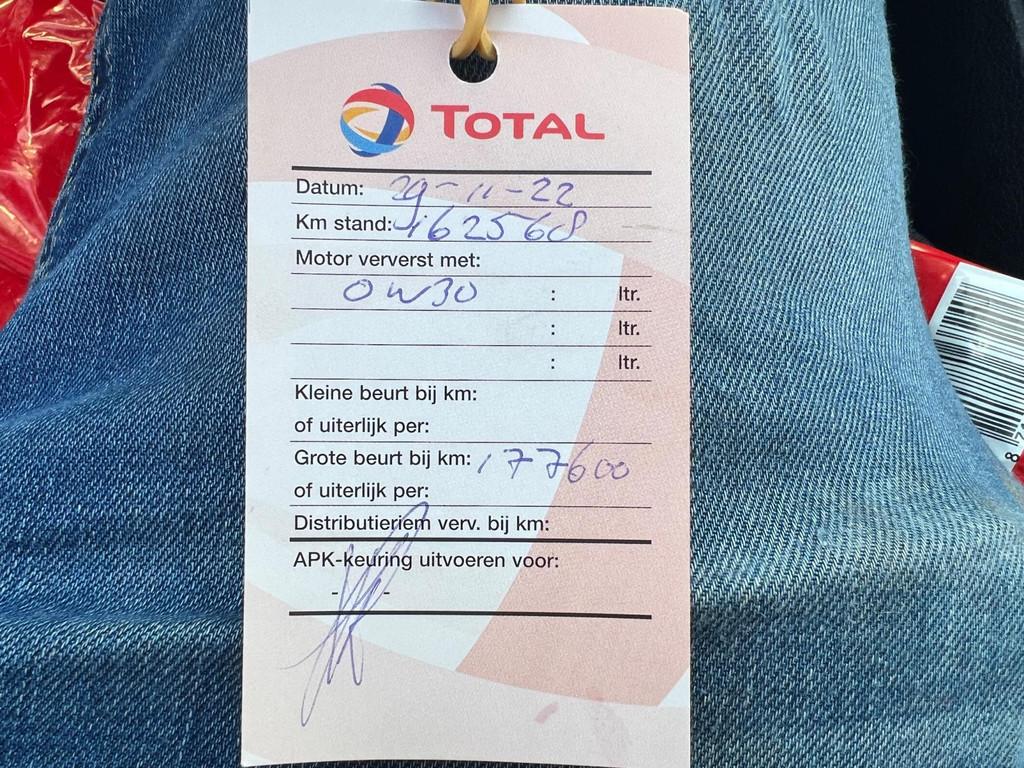 TOTAL
Datum: 29-11-22
Km stand: 162568
Motor ververst met:
0W30 : ltr.
: ltr.
: ltr.
Kleine beurt bij km:
of uiterlijk per:
Grote beurt bij km: 177600
of uiterlijk per:
Distributieriem verv. bij km:
APK-keuring uitvoeren voor:
- -